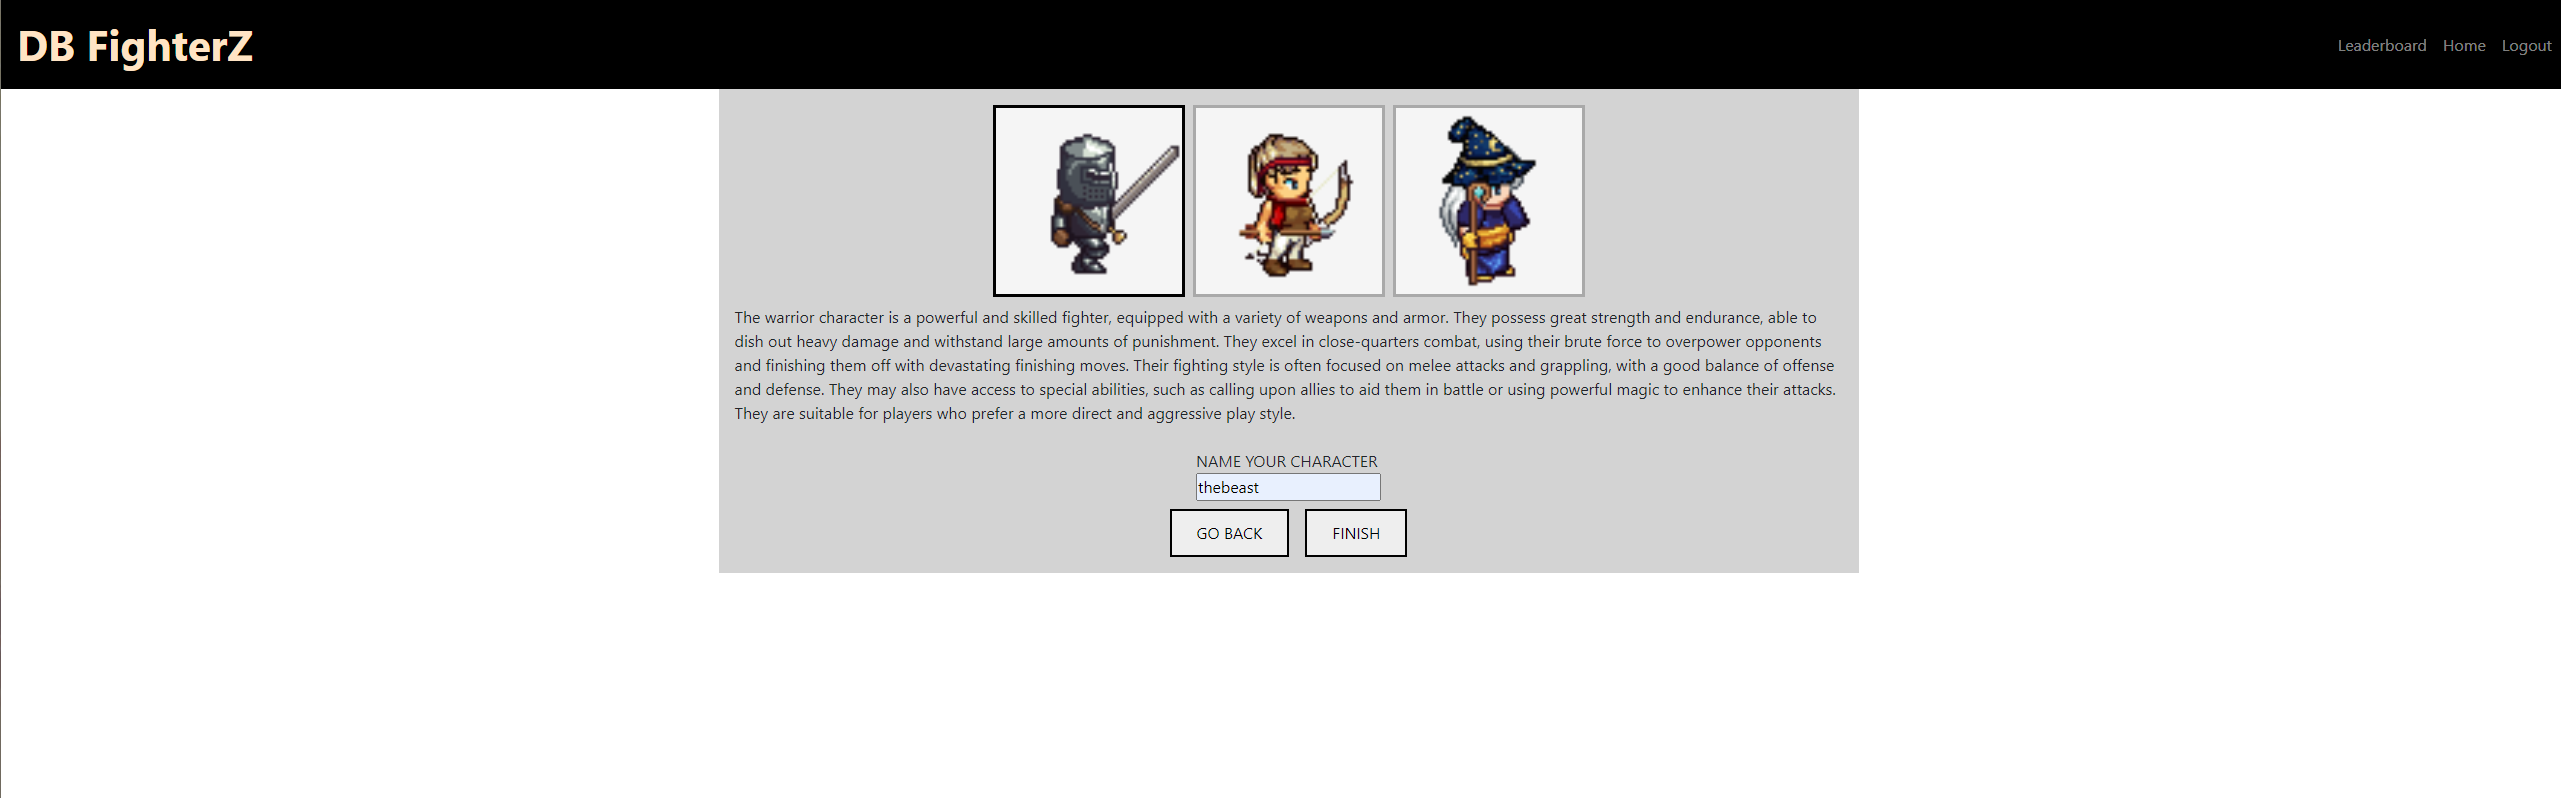 DB FighterZ
Leaderboard Home Logout
The warrior character is a powerful and skilled fighter, equipped with a variety of weapons and armor. They possess great strength and endurance, able to
dish out heavy damage and withstand large amounts of punishment. They excel in close-quarters combat, using their brute force to overpower opponents
and finishing them off with devastating finishing moves. Their fighting style is often focused on melee attacks and grappling, with a good balance of offense
and defense. They may also have access to special abilities, such as calling upon allies to aid them in battle or using powerful magic to enhance their attacks.
They are suitable for players who prefer a more direct and aggressive play style.
NAME YOUR CHARACTER
thebeast
GO BACK FINISH